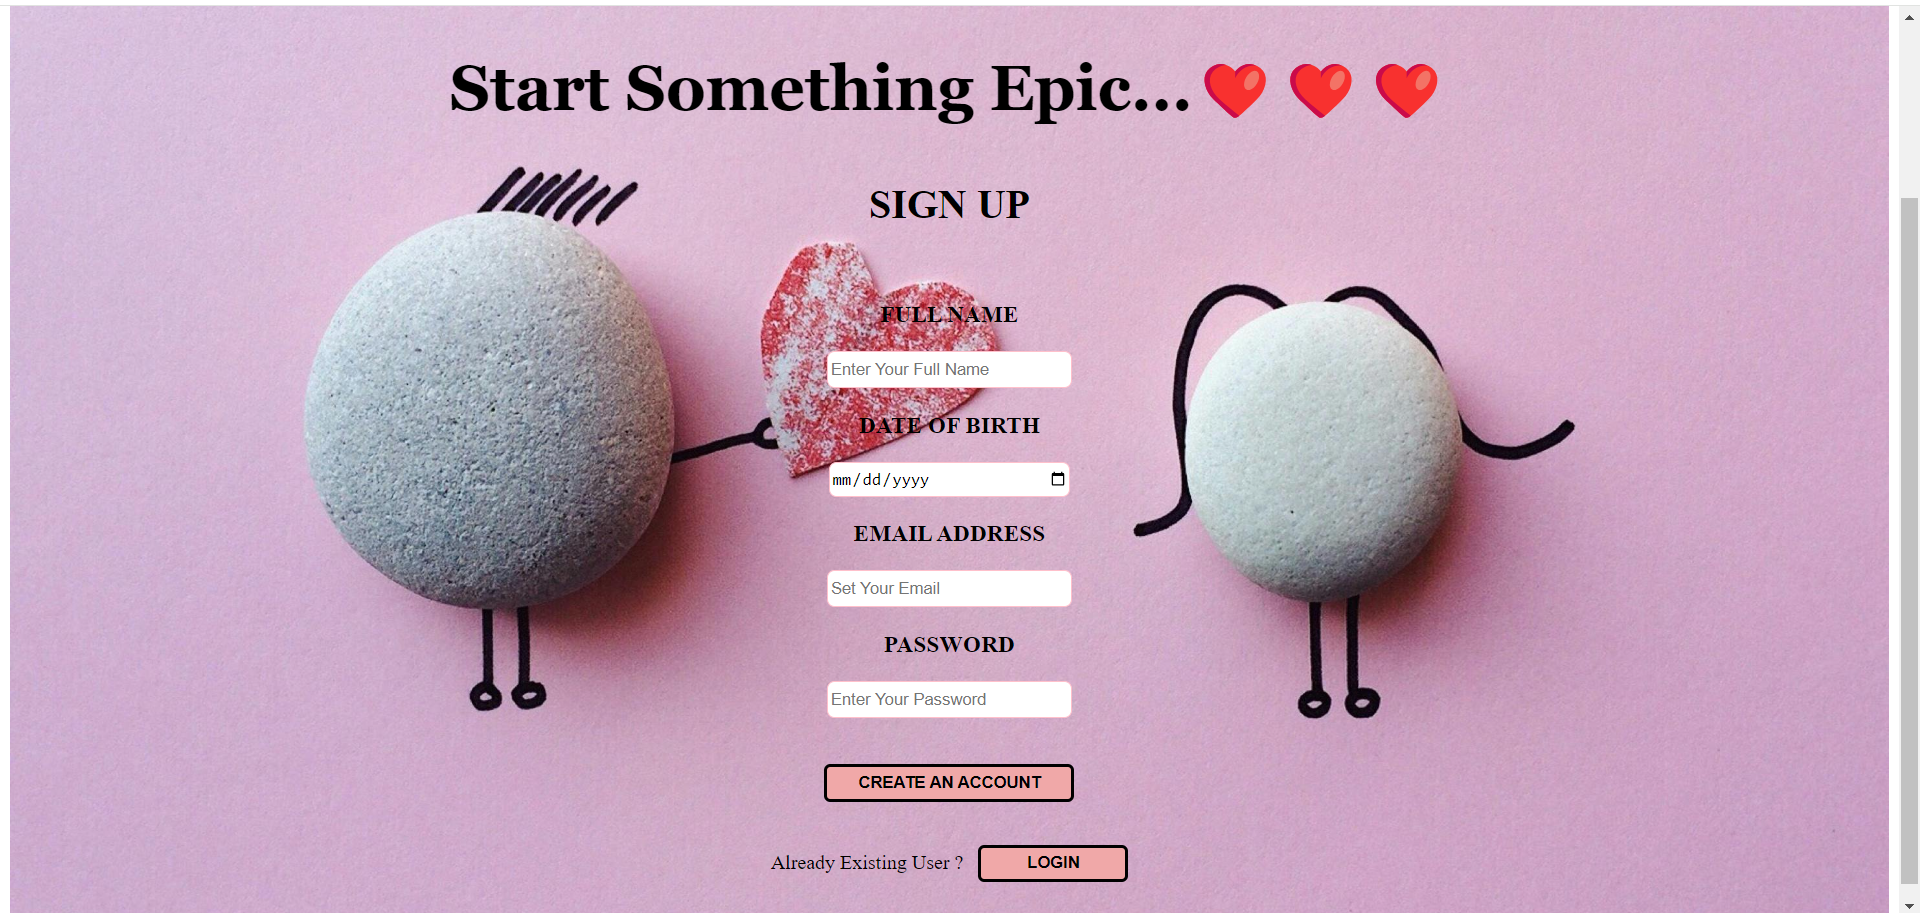 Start Something Epic...❤️ ❤️ ❤️
SIGN UP
FULL NAME
Enter Your Full Name
DATE OF BIRTH
mm/dd/yyyy
EMAIL ADDRESS
Set Your Email
PASSWORD
Enter Your Password
CREATE AN ACCOUNT
Already Existing User ? LOGIN